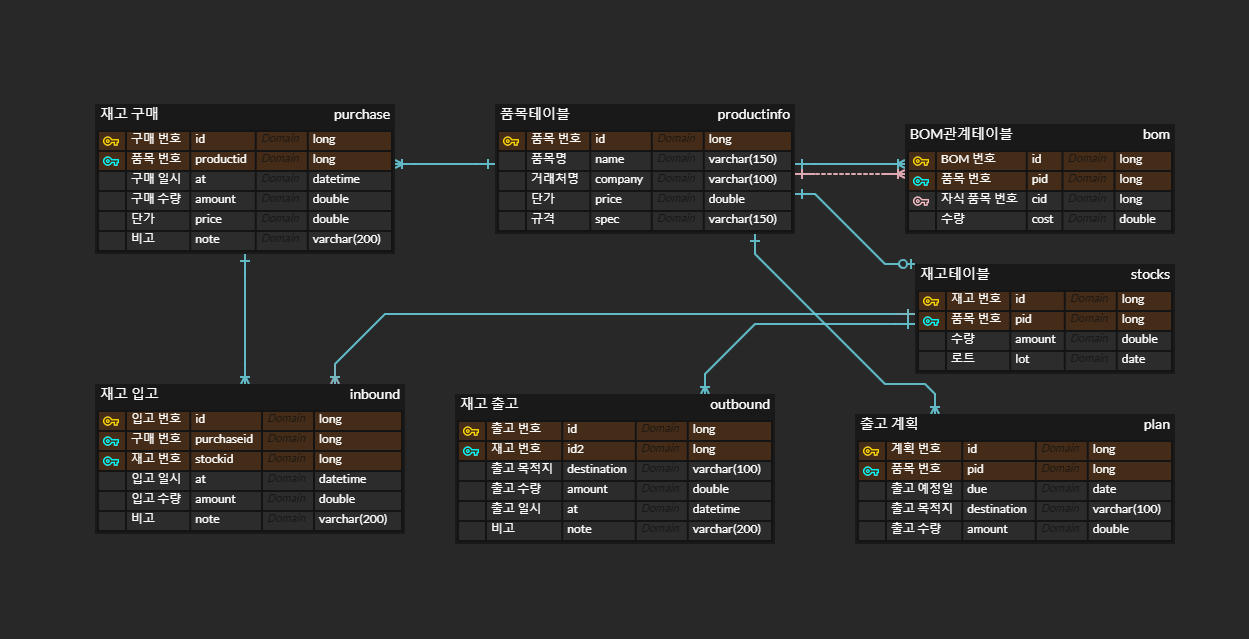 재고 구매 purchase
구매 번호 id Domain long
품목 번호 productid Domain long
구매 일시 at Domain datetime
구매 수량 amount Domain double
단가 price Domain double
비고 note Domain varchar(200)
품목테이블 productinfo
품목 번호 id Domain long
품목명 name Domain varchar(150)
거래처명 company Domain varchar(100)
단가 price Domain double
규격 spec Domain varchar(150)
BOM관계테이블 bom
BOM 번호 id Domain long
품목 번호 pid Domain long
자식 품목 번호 cid Domain long
수량 cost Domain double
재고테이블 stocks
재고 번호 id Domain long
품목 번호 pid Domain long
수량 amount Domain double
로트 lot Domain date
재고 입고 inbound
입고 번호 id Domain long
구매 번호 purchaseid Domain long
재고 번호 stockid Domain long
입고 일시 at Domain datetime
입고 수량 amount Domain double
비고 note Domain varchar(200)
재고 출고 outbound
출고 번호 id Domain long
재고 번호 id2 Domain long
출고 목적지 destination Domain varchar(100)
출고 수량 amount Domain double
출고 일시 at Domain datetime
비고 note Domain varchar(200)
출고 계획 plan
계획 번호 id Domain long
품목 번호 pid Domain long
출고 예정일 due Domain date
출고 목적지 destination Domain varchar(100)
출고 수량 amount Domain double